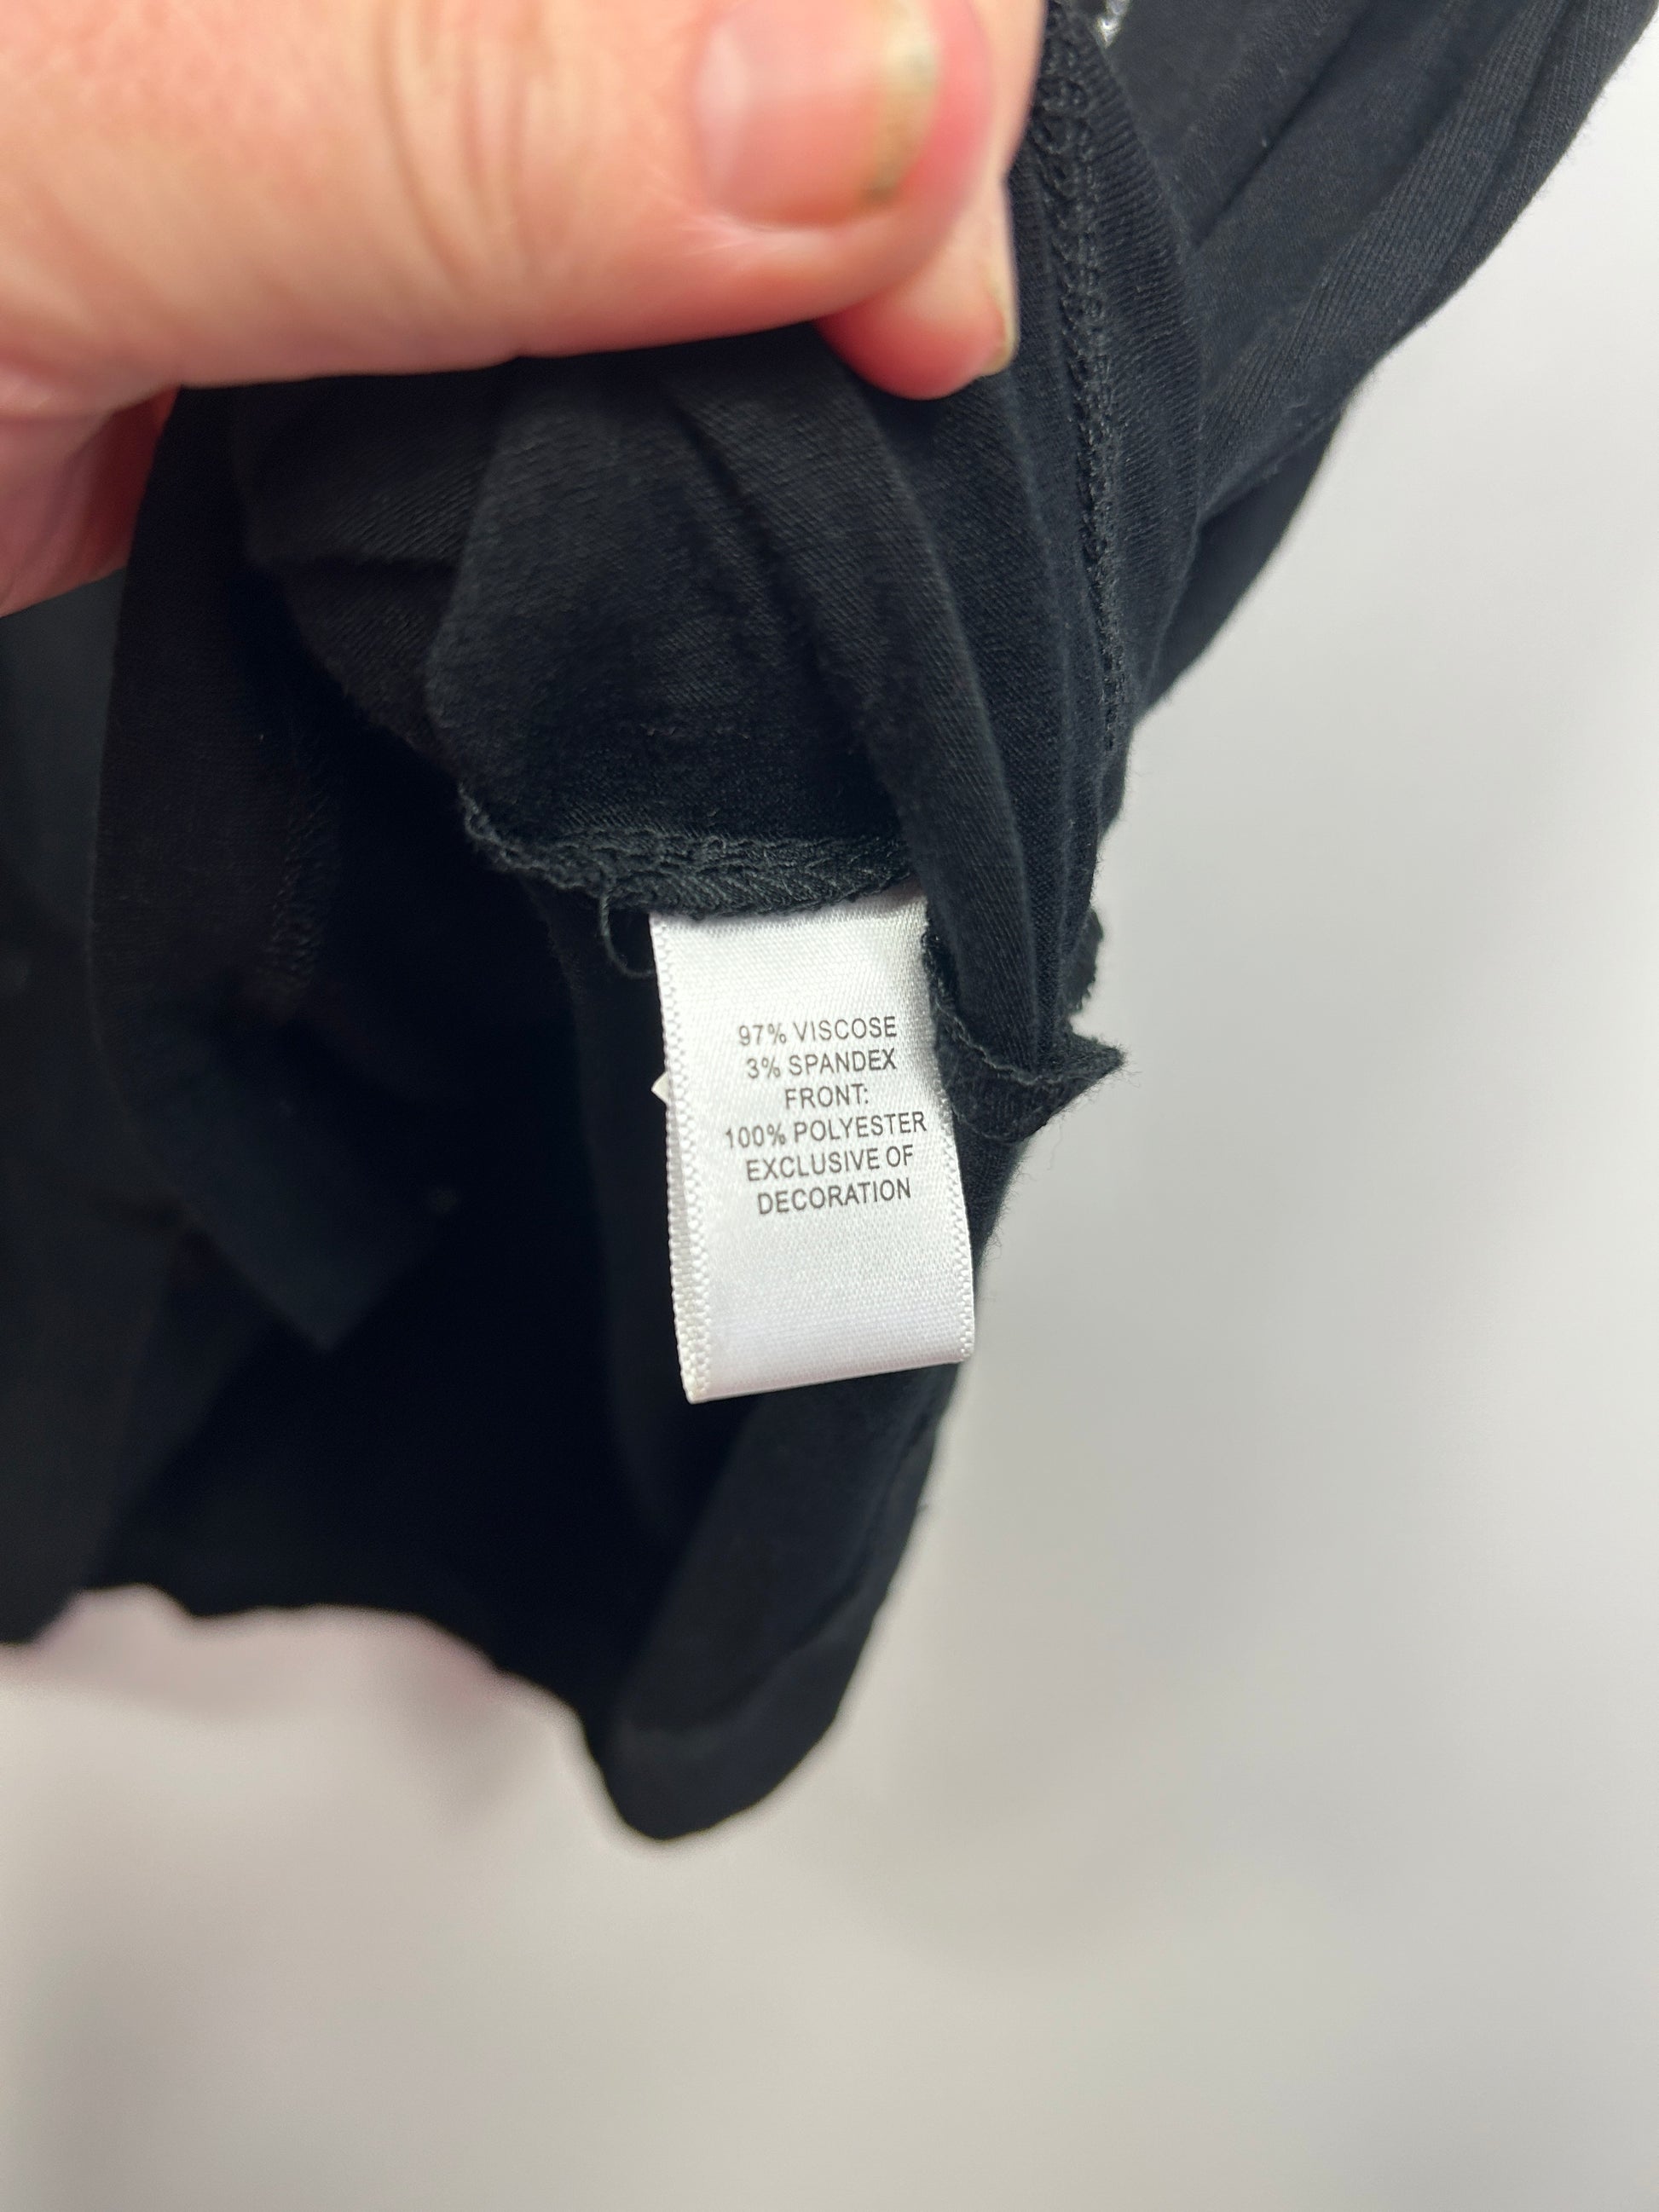 97% VISCOSE
3% SPANDEX
FRONT:
100% POLYESTER
EXCLUSIVE OF
DECORATION